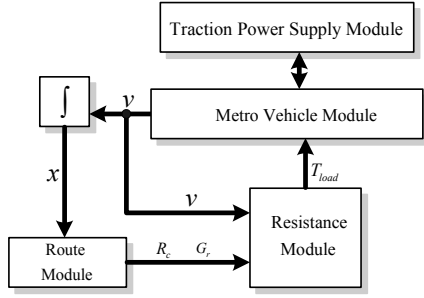 Traction Power Supply Module
∫
v
Metro Vehicle Module
x
T_load
v
Resistance
Module
Route
Module
R_c G_r